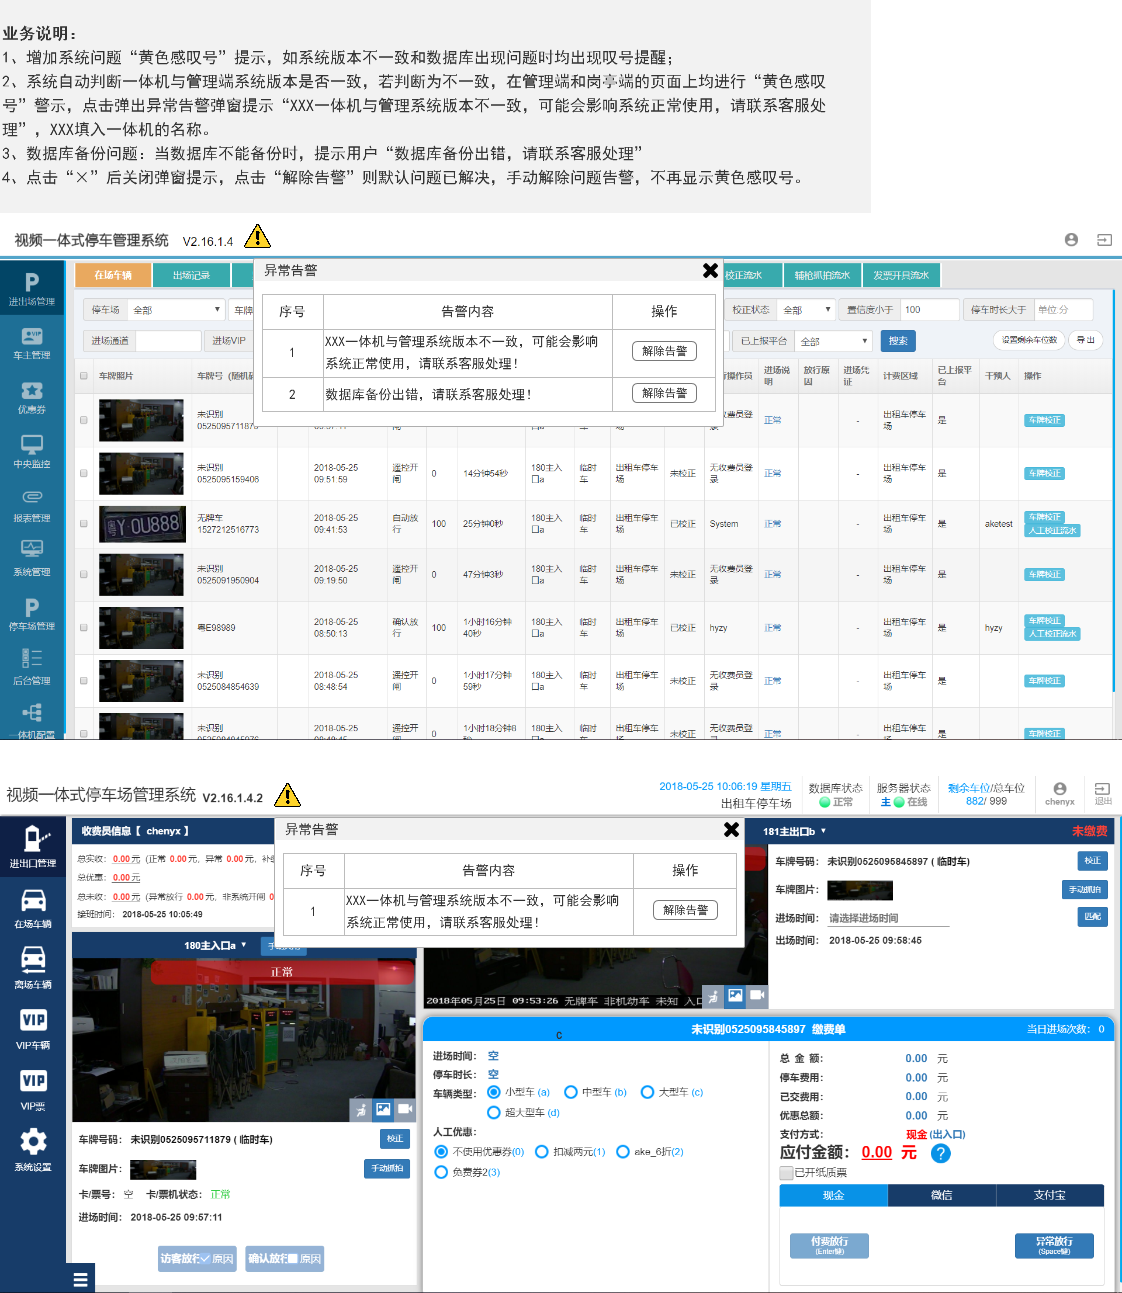 业务说明：
1、增加系统问题“黄色感叹号”提示，如系统版本不一致和数据库出现问题时均出现叹号提醒；
2、系统自动判断一体机与管理端系统版本是否一致，若判断为不一致，在管理端和岗亭端的页面上均进行“黄色感叹
号”警示，点击弹出异常告警弹窗提示“XXX一体机与管理系统版本不一致，可能会影响系统正常使用，请联系客服处
理”，XXX填入一体机的名称。
3、数据库备份问题：当数据库不能备份时，提示用户“数据库备份出错，请联系客服处理”
4、点击“×”后关闭弹窗提示，点击“解除告警”则默认问题已解决，手动解除问题告警，不再显示黄色感叹号。
视频一体式停车管理系统 V2.16.1.4
进出场管理
车主管理
优惠券
中央监控
报表管理
系统管理
停车场管理
后台管理
一体机配置
在场车辆 出场记录 校正流水 辅枪抓拍流水 发票开具流水
停车场 全部 车牌 校正状态 全部 置信度小于 100 停车时长大于 单位:分
进场通道 进场VIP 已上报平台 全部 搜索 设置剩余车位数 导出
异常告警
序号 告警内容 操作
1 XXX一体机与管理系统版本不一致，可能会影响
系统正常使用，请联系客服处理！ 解除告警
2 数据库备份出错，请联系客服处理！ 解除告警
车牌照片 车牌号 操作员 进场说明 放行原因 进场凭证 计费区域 已上报平台 干预人 操作
未识别 正常 - 出租车停车场 是 车牌校正
未识别0525095159406 2018-05-25 09:51:59 遥控开闸 0 14分钟54秒 180主入口a 临时车 出租车停车场 未校正 无收费员登录 正常 - 出租车停车场 是 车牌校正
无牌车1527212516773 2018-05-25 09:41:53 自动放行 100 25分钟0秒 180主入口a 临时车 出租车停车场 已校正 System 正常 - 出租车停车场 是 aketest 车牌校正 人工校正流水
未识别0525091950904 2018-05-25 09:19:50 遥控开闸 0 47分钟3秒 180主入口a 临时车 出租车停车场 未校正 无收费员登录 正常 - 出租车停车场 是 车牌校正
粤E98989 2018-05-25 08:50:13 确认放行 100 1小时16分钟40秒 180主入口a 临时车 出租车停车场 已校正 hyzy 正常 - 出租车停车场 是 hyzy 车牌校正 人工校正流水
未识别0525084854639 2018-05-25 08:48:54 遥控开闸 0 1小时17分钟59秒 180主入口a 临时车 出租车停车场 未校正 无收费员登录 正常 - 出租车停车场 是 车牌校正
未识别 2018-05-25 遥控开闸 0 1小时18分钟8 180主入口a 临时车 出租车停车场 未校正 无收费员登录 正常 - 出租车停车场 是 车牌校正
Y·0U888
视频一体式停车场管理系统 V2.16.1.4.2
2018-05-25 10:06:19 星期五
出租车停车场
数据库状态 正常
服务器状态 主 在线
剩余车位/总车位
882/ 999
chenyx
退出
进出口管理
在场车辆
离场车辆
VIP车辆
VIP票
系统设置
收费员信息【 chenyx 】
总实收： 0.00元 (正常 0.00元，异常 0.00元，
总优惠： 0.00元
总未收： 0.00元 (异常放行 0.00元，非系统开闸
接班时间： 2018-05-25 10:05:49
异常告警
序号 告警内容 操作
1 XXX一体机与管理系统版本不一致，可能会影响
系统正常使用，请联系客服处理！ 解除告警
180主入口a
正常
车牌号码： 未识别0525095711879 ( 临时车) 校正
车牌图片： 手动抓拍
卡/票号： 空 卡/票机状态： 正常
进场时间： 2018-05-25 09:57:11
访客放行 原因 确认放行 原因
2018年05月25日 09:53:26 无牌车 非机动车 未知 入口
181主出口b 未缴费
车牌号码： 未识别0525095845897 ( 临时车) 校正
车牌图片： 手动抓拍
进场时间： 请选择进场时间 匹配
出场时间： 2018-05-25 09:58:45
未识别0525095845897 缴费单 当日进场次数： 0
c
进场时间： 空
停车时长： 空
车辆类型： 小型车 (a) 中型车 (b) 大型车 (c)
超大型车 (d)
人工优惠：
不使用优惠券(0) 扣减两元(1) ake_6折(2)
免费券2(3)
总 金 额： 0.00 元
停车费用： 0.00 元
已交费用： 0.00 元
优惠总额： 0.00 元
支付方式： 现金 (出入口)
应付金额： 0.00 元 ?
已开纸质票
现金 微信 支付宝
付费放行
(Enter键)
异常放行
(Space键)